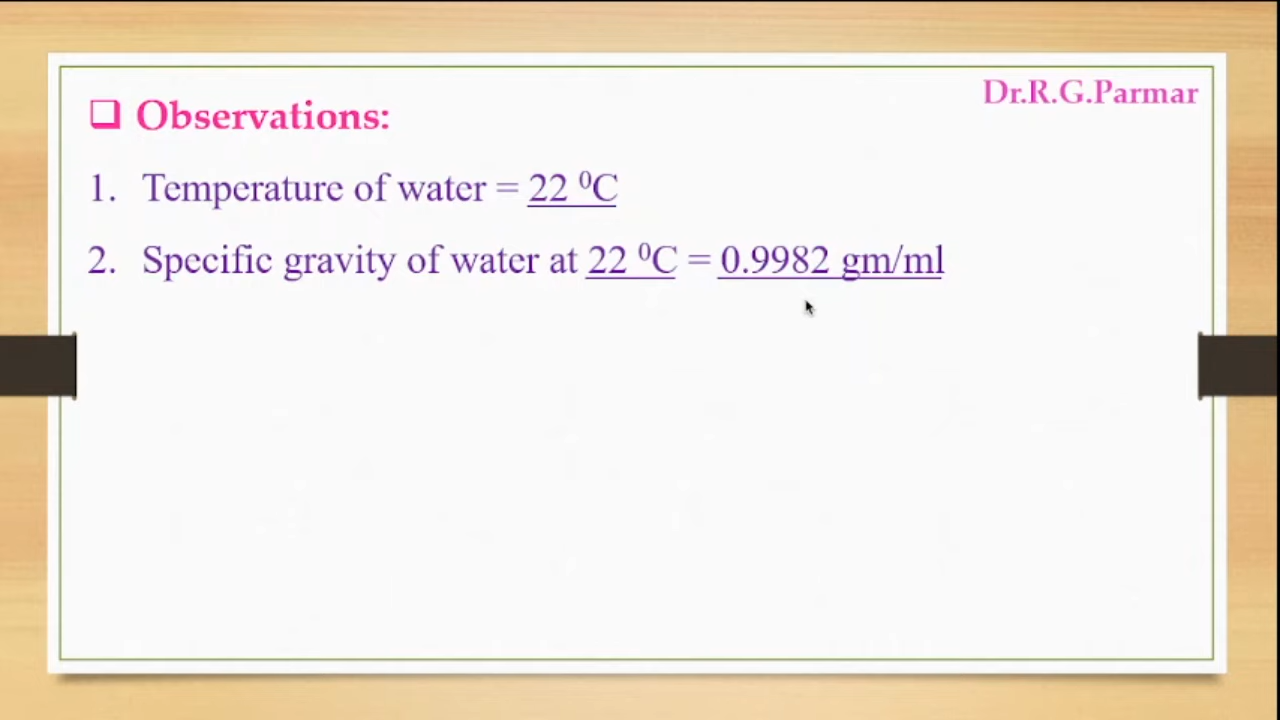 Dr.R.G.Parmar
❑ Observations:
1. Temperature of water = 22 ⁰C
2. Specific gravity of water at 22 ⁰C = 0.9982 gm/ml